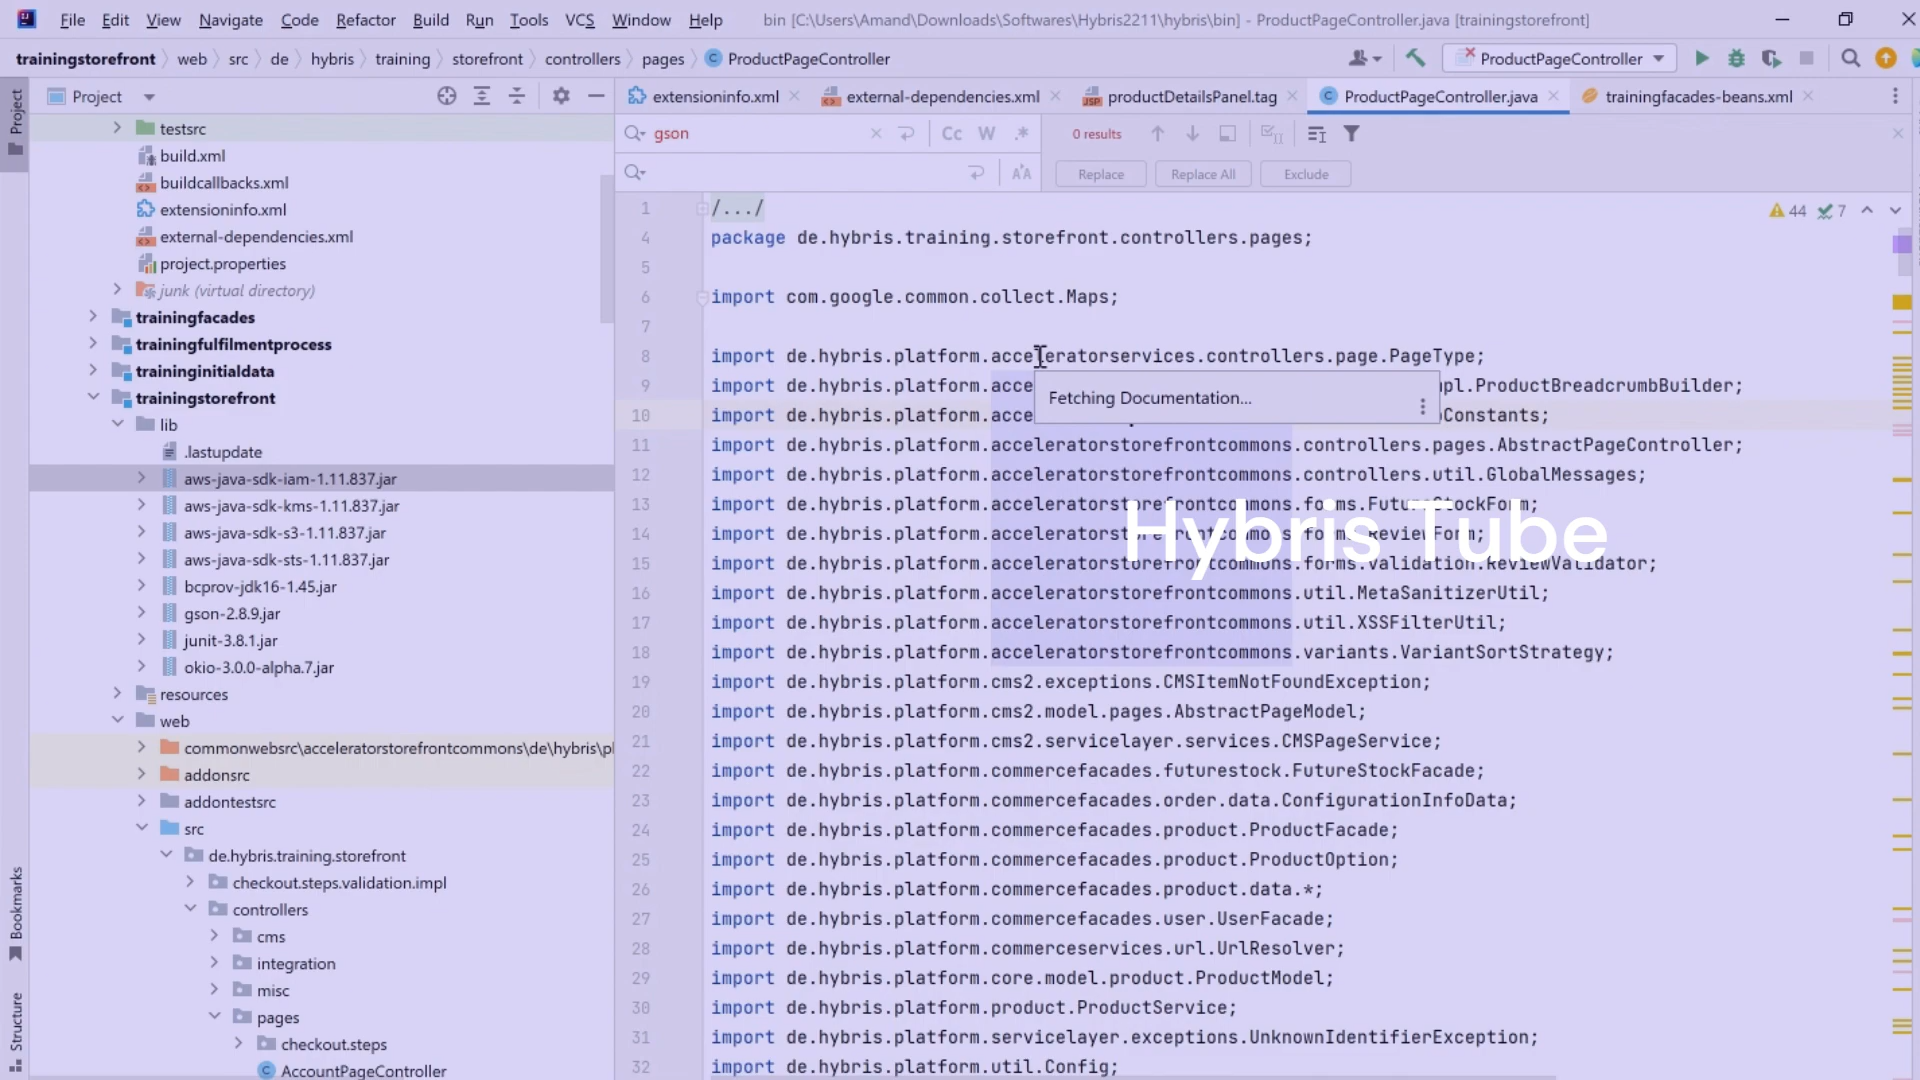 File Edit View Navigate Code Refactor Build Run Tools VCS Window Help bin [C:\Users\Amand\Downloads\Softwares\Hybris2211\hybris\bin] - ProductPageController.java [trainingstorefront]
trainingstorefront web src de hybris training storefront controllers pages ProductPageController ProductPageController
Project
Project
extensioninfo.xml external-dependencies.xml productDetailsPanel.tag ProductPageController.java trainingfacades-beans.xml
testsrc
build.xml
buildcallbacks.xml
extensioninfo.xml
external-dependencies.xml
project.properties
junk (virtual directory)
trainingfacades
trainingfulfilmentprocess
traininginitialdata
trainingstorefront
lib
.lastupdate
aws-java-sdk-iam-1.11.837.jar
aws-java-sdk-kms-1.11.837.jar
aws-java-sdk-s3-1.11.837.jar
aws-java-sdk-sts-1.11.837.jar
bcprov-jdk16-1.45.jar
gson-2.8.9.jar
junit-3.8.1.jar
okio-3.0.0-alpha.7.jar
resources
web
commonwebsrc\acceleratorstorefrontcommons\de\hybris\pl
addonsrc
addontestsrc
src
de.hybris.training.storefront
checkout.steps.validation.impl
controllers
cms
integration
misc
pages
checkout.steps
AccountPageController
Bookmarks
Structure
gson Cc W .* 0 results
Replace Replace All Exclude
44 7
1 /.../
4 package de.hybris.training.storefront.controllers.pages;
5
6 import com.google.common.collect.Maps;
7
8 import de.hybris.platform.acceleratorservices.controllers.page.PageType;
9 import de.hybris.platform.acce pl.ProductBreadcrumbBuilder;
Fetching Documentation...
10 import de.hybris.platform.acce Constants;
11 import de.hybris.platform.acceleratorstorefrontcommons.controllers.pages.AbstractPageController;
12 import de.hybris.platform.acceleratorstorefrontcommons.controllers.util.GlobalMessages;
13 import de.hybris.platform.acceleratorstorefrontcommons.forms.FutureStockForm;
Hybris Tube
14 import de.hybris.platform.acceleratorstorefrontcommons.forms.ReviewForm;
15 import de.hybris.platform.acceleratorstorefrontcommons.forms.validation.ReviewValidator;
16 import de.hybris.platform.acceleratorstorefrontcommons.util.MetaSanitizerUtil;
17 import de.hybris.platform.acceleratorstorefrontcommons.util.XSSFilterUtil;
18 import de.hybris.platform.acceleratorstorefrontcommons.variants.VariantSortStrategy;
19 import de.hybris.platform.cms2.exceptions.CMSItemNotFoundException;
20 import de.hybris.platform.cms2.model.pages.AbstractPageModel;
21 import de.hybris.platform.cms2.servicelayer.services.CMSPageService;
22 import de.hybris.platform.commercefacades.futurestock.FutureStockFacade;
23 import de.hybris.platform.commercefacades.order.data.ConfigurationInfoData;
24 import de.hybris.platform.commercefacades.product.ProductFacade;
25 import de.hybris.platform.commercefacades.product.ProductOption;
26 import de.hybris.platform.commercefacades.product.data.*;
27 import de.hybris.platform.commercefacades.user.UserFacade;
28 import de.hybris.platform.commerceservices.url.UrlResolver;
29 import de.hybris.platform.core.model.product.ProductModel;
30 import de.hybris.platform.product.ProductService;
31 import de.hybris.platform.servicelayer.exceptions.UnknownIdentifierException;
32 import de.hybris.platform.util.Config;